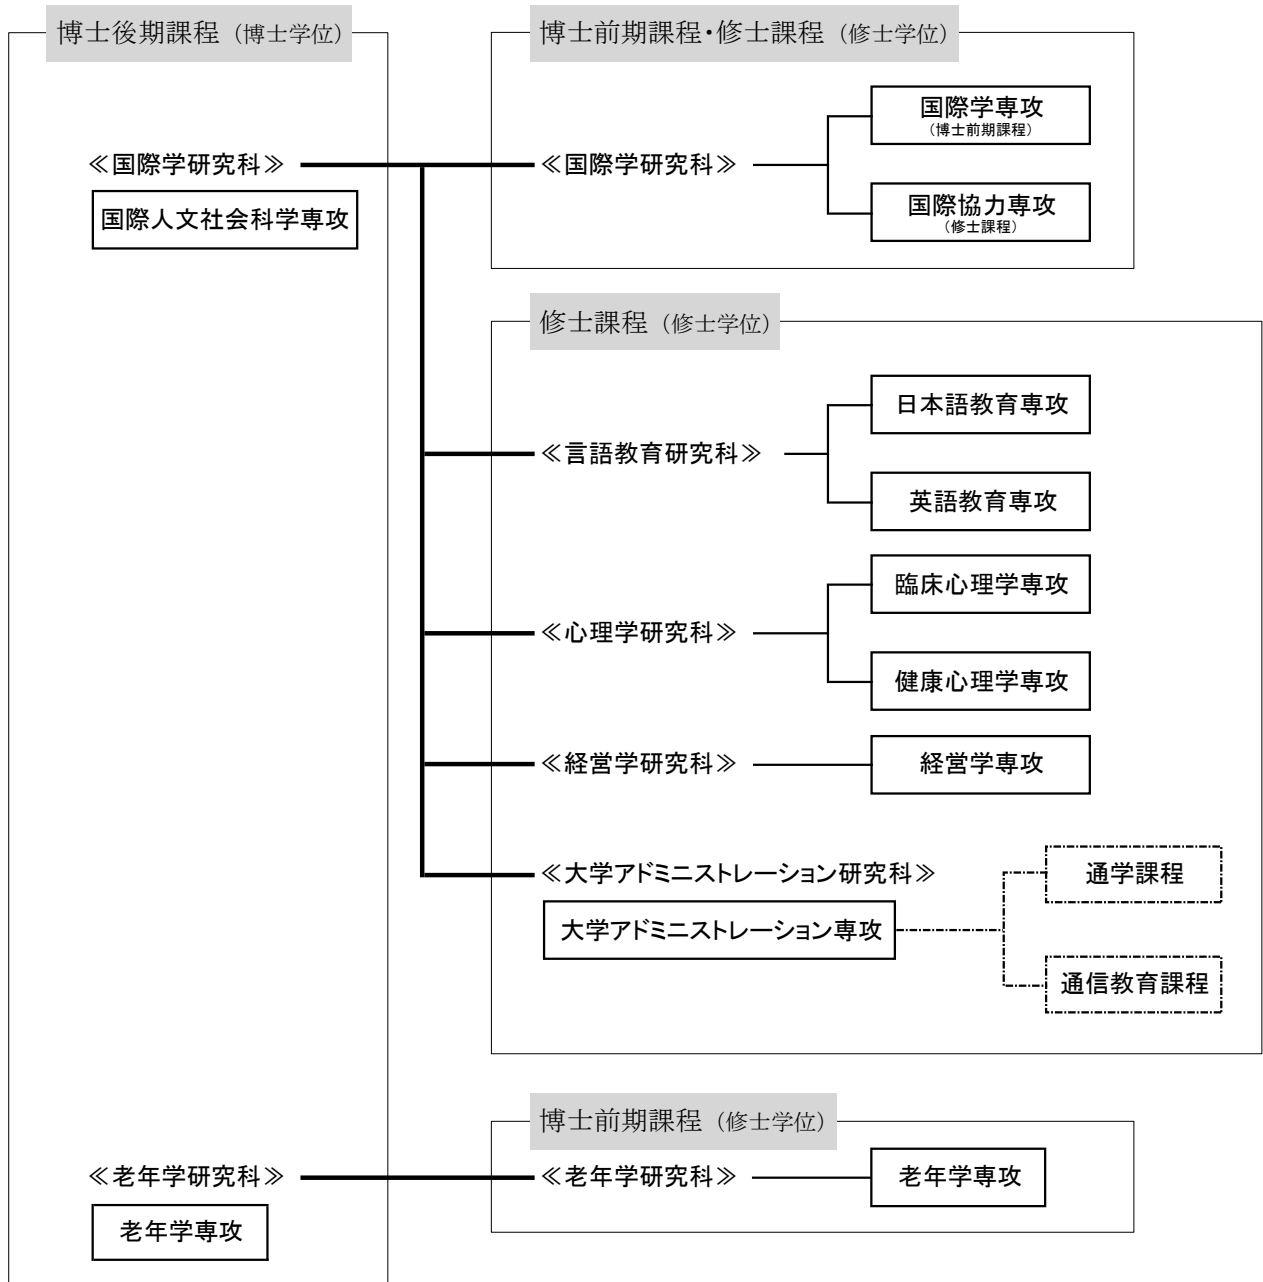 博士後期課程（博士学位）
≪国際学研究科≫
国際人文社会科学専攻
博士前期課程・修士課程（修士学位）
≪国際学研究科≫
国際学専攻
（博士前期課程）
国際協力専攻
（修士課程）
修士課程（修士学位）
≪言語教育研究科≫
日本語教育専攻
英語教育専攻
≪心理学研究科≫
臨床心理学専攻
健康心理学専攻
≪経営学研究科≫
経営学専攻
≪大学アドミニストレーション研究科≫
大学アドミニストレーション専攻
通学課程
通信教育課程
≪老年学研究科≫
老年学専攻
博士前期課程（修士学位）
≪老年学研究科≫
老年学専攻